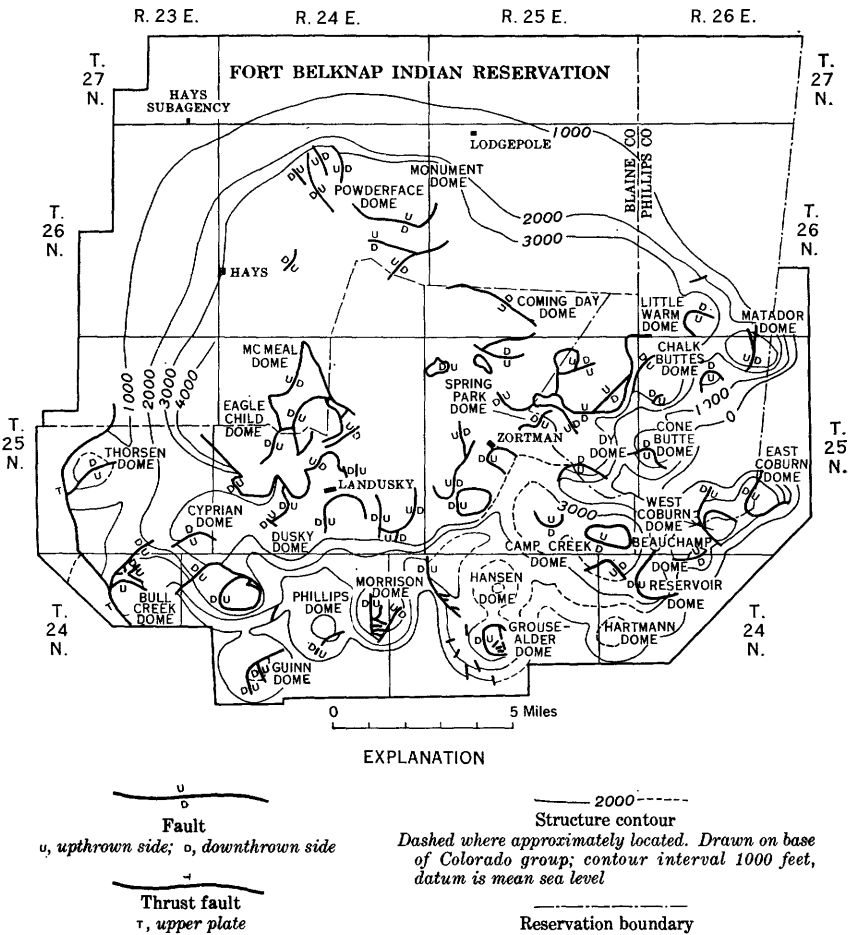 R. 23 E. R. 24 E. R. 25 E. R. 26 E.
T. 27 N.
FORT BELKNAP INDIAN RESERVATION
T. 27 N.
HAYS SUBAGENCY
1000
LODGEPOLE
BLAINE CO
PHILLIPS CO
MONUMENT DOME
POWDERFACE DOME
T. 26 N.
2000
3000
T. 26 N.
HAYS
COMING DAY DOME
LITTLE WARM DOME
MATADOR DOME
MC MEAL DOME
CHALK BUTTES DOME
1000
2000
3000
4000
SPRING PARK DOME
EAGLE CHILD DOME
0
T. 25 N.
ZORTMAN
DY DOME
CONE BUTTE DOME
T. 25 N.
THORSEN DOME
EAST COBURN DOME
T
LANDUSKY
3000
WEST COBURN DOME
CYPRIAN DOME
DUSKY DOME
CAMP CREEK DOME
BEAUCHAMP DOME
T
BULL CREEK DOME
PHILLIPS DOME
MORRISON DOME
HANSEN DOME
RESERVOIR DOME
T. 24 N.
GROUSE-ALDER DOME
HARTMANN DOME
T. 24 N.
GUINN DOME
0 5 Miles
EXPLANATION
U
D
Fault
U, upthrown side; D, downthrown side
T
Thrust fault
T, upper plate
2000
Structure contour
Dashed where approximately located. Drawn on base
of Colorado group; contour interval 1000 feet,
datum is mean sea level
Reservation boundary